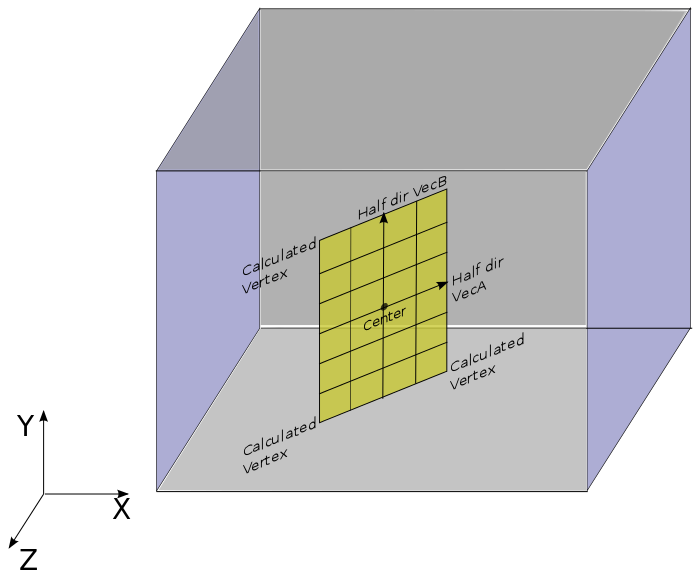 Half dir VecB
Calculated
Vertex
Half dir
VecA
Center
Calculated
Vertex
Calculated
Vertex
Y
X
Z